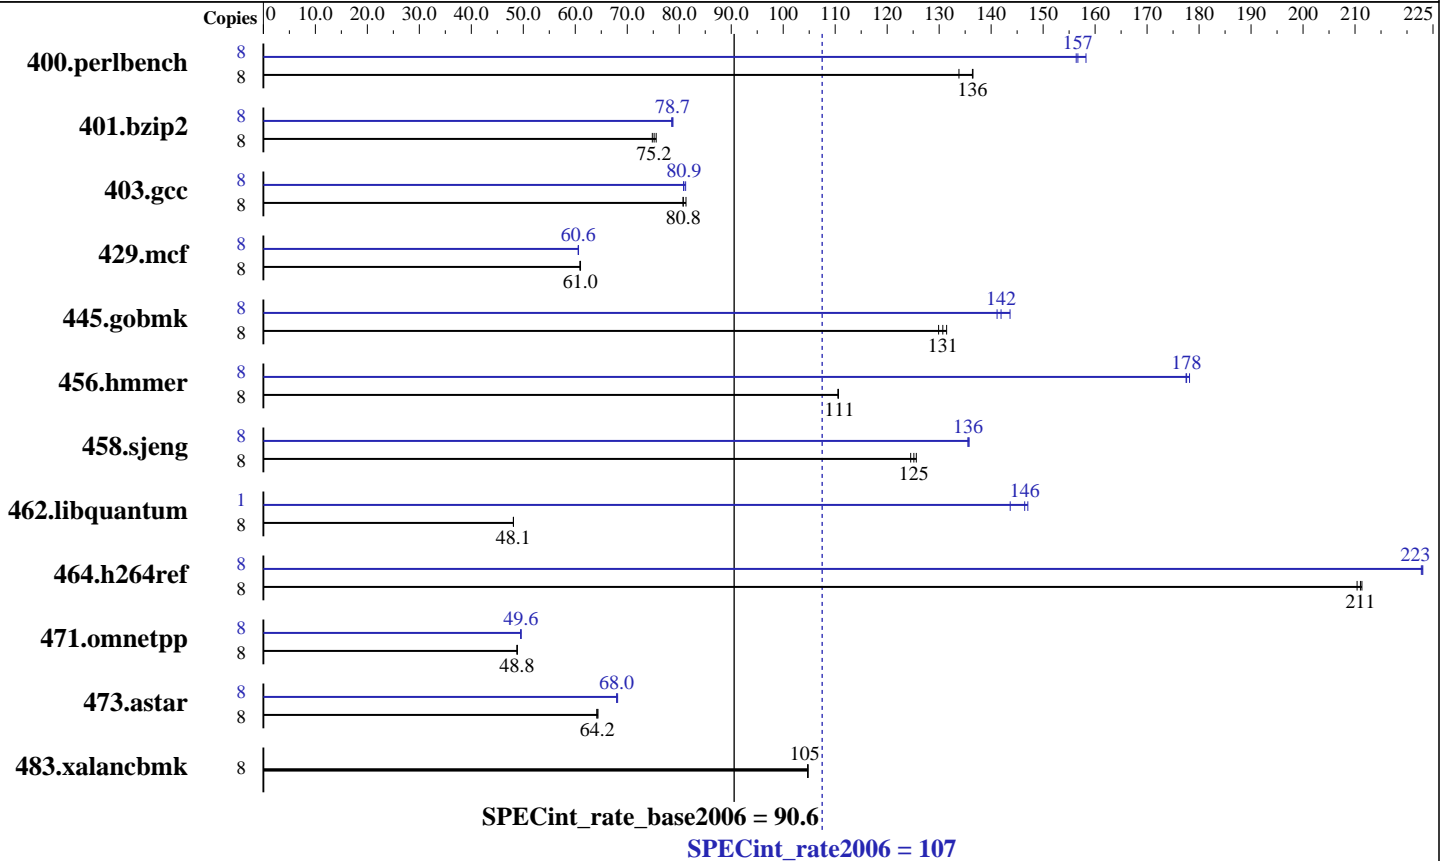 Copies 0 10.0 20.0 30.0 40.0 50.0 60.0 70.0 80.0 90.0 100 110 120 130 140 150 160 170 180 190 200 210 225
400.perlbench 8 157
8 136
401.bzip2 8 78.7
8 75.2
403.gcc 8 80.9
8 80.8
429.mcf 8 60.6
8 61.0
445.gobmk 8 142
8 131
456.hmmer 8 178
8 111
458.sjeng 8 136
8 125
462.libquantum 1 146
8 48.1
464.h264ref 8 223
8 211
471.omnetpp 8 49.6
8 48.8
473.astar 8 68.0
8 64.2
483.xalancbmk 8 105
SPECint_rate_base2006 = 90.6
SPECint_rate2006 = 107